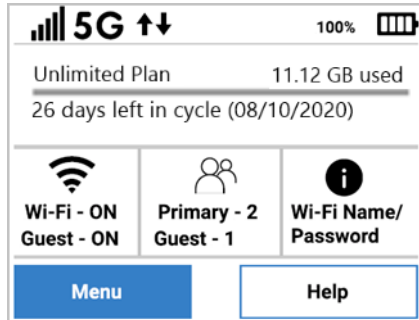 5G 100%
Unlimited Plan 11.12 GB used
26 days left in cycle (08/10/2020)
Wi-Fi - ON
Guest - ON
Primary - 2
Guest - 1
Wi-Fi Name/
Password
Menu
Help